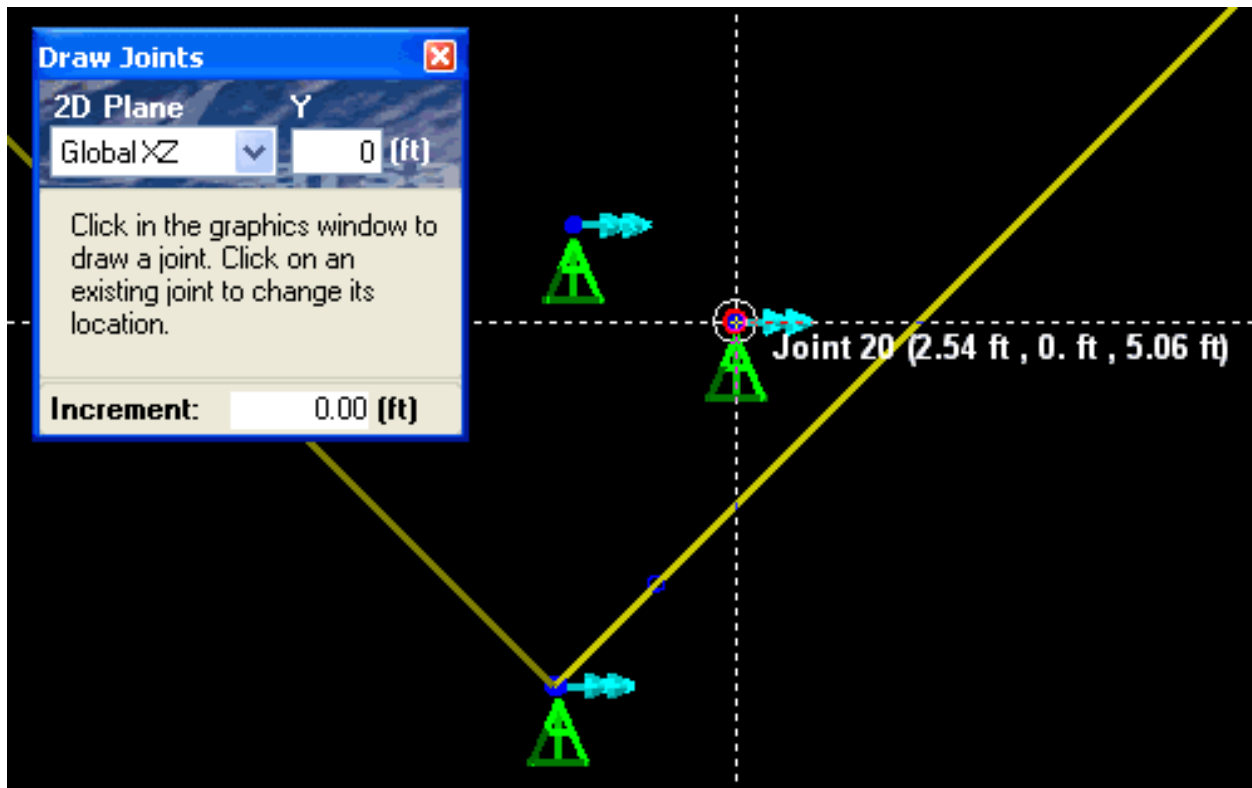 Draw Joints
2D Plane Y
Global XZ 0 (ft)
Click in the graphics window to
draw a joint. Click on an
existing joint to change its
location.
Increment: 0.00 (ft)
Joint 20 (2.54 ft , 0. ft , 5.06 ft)